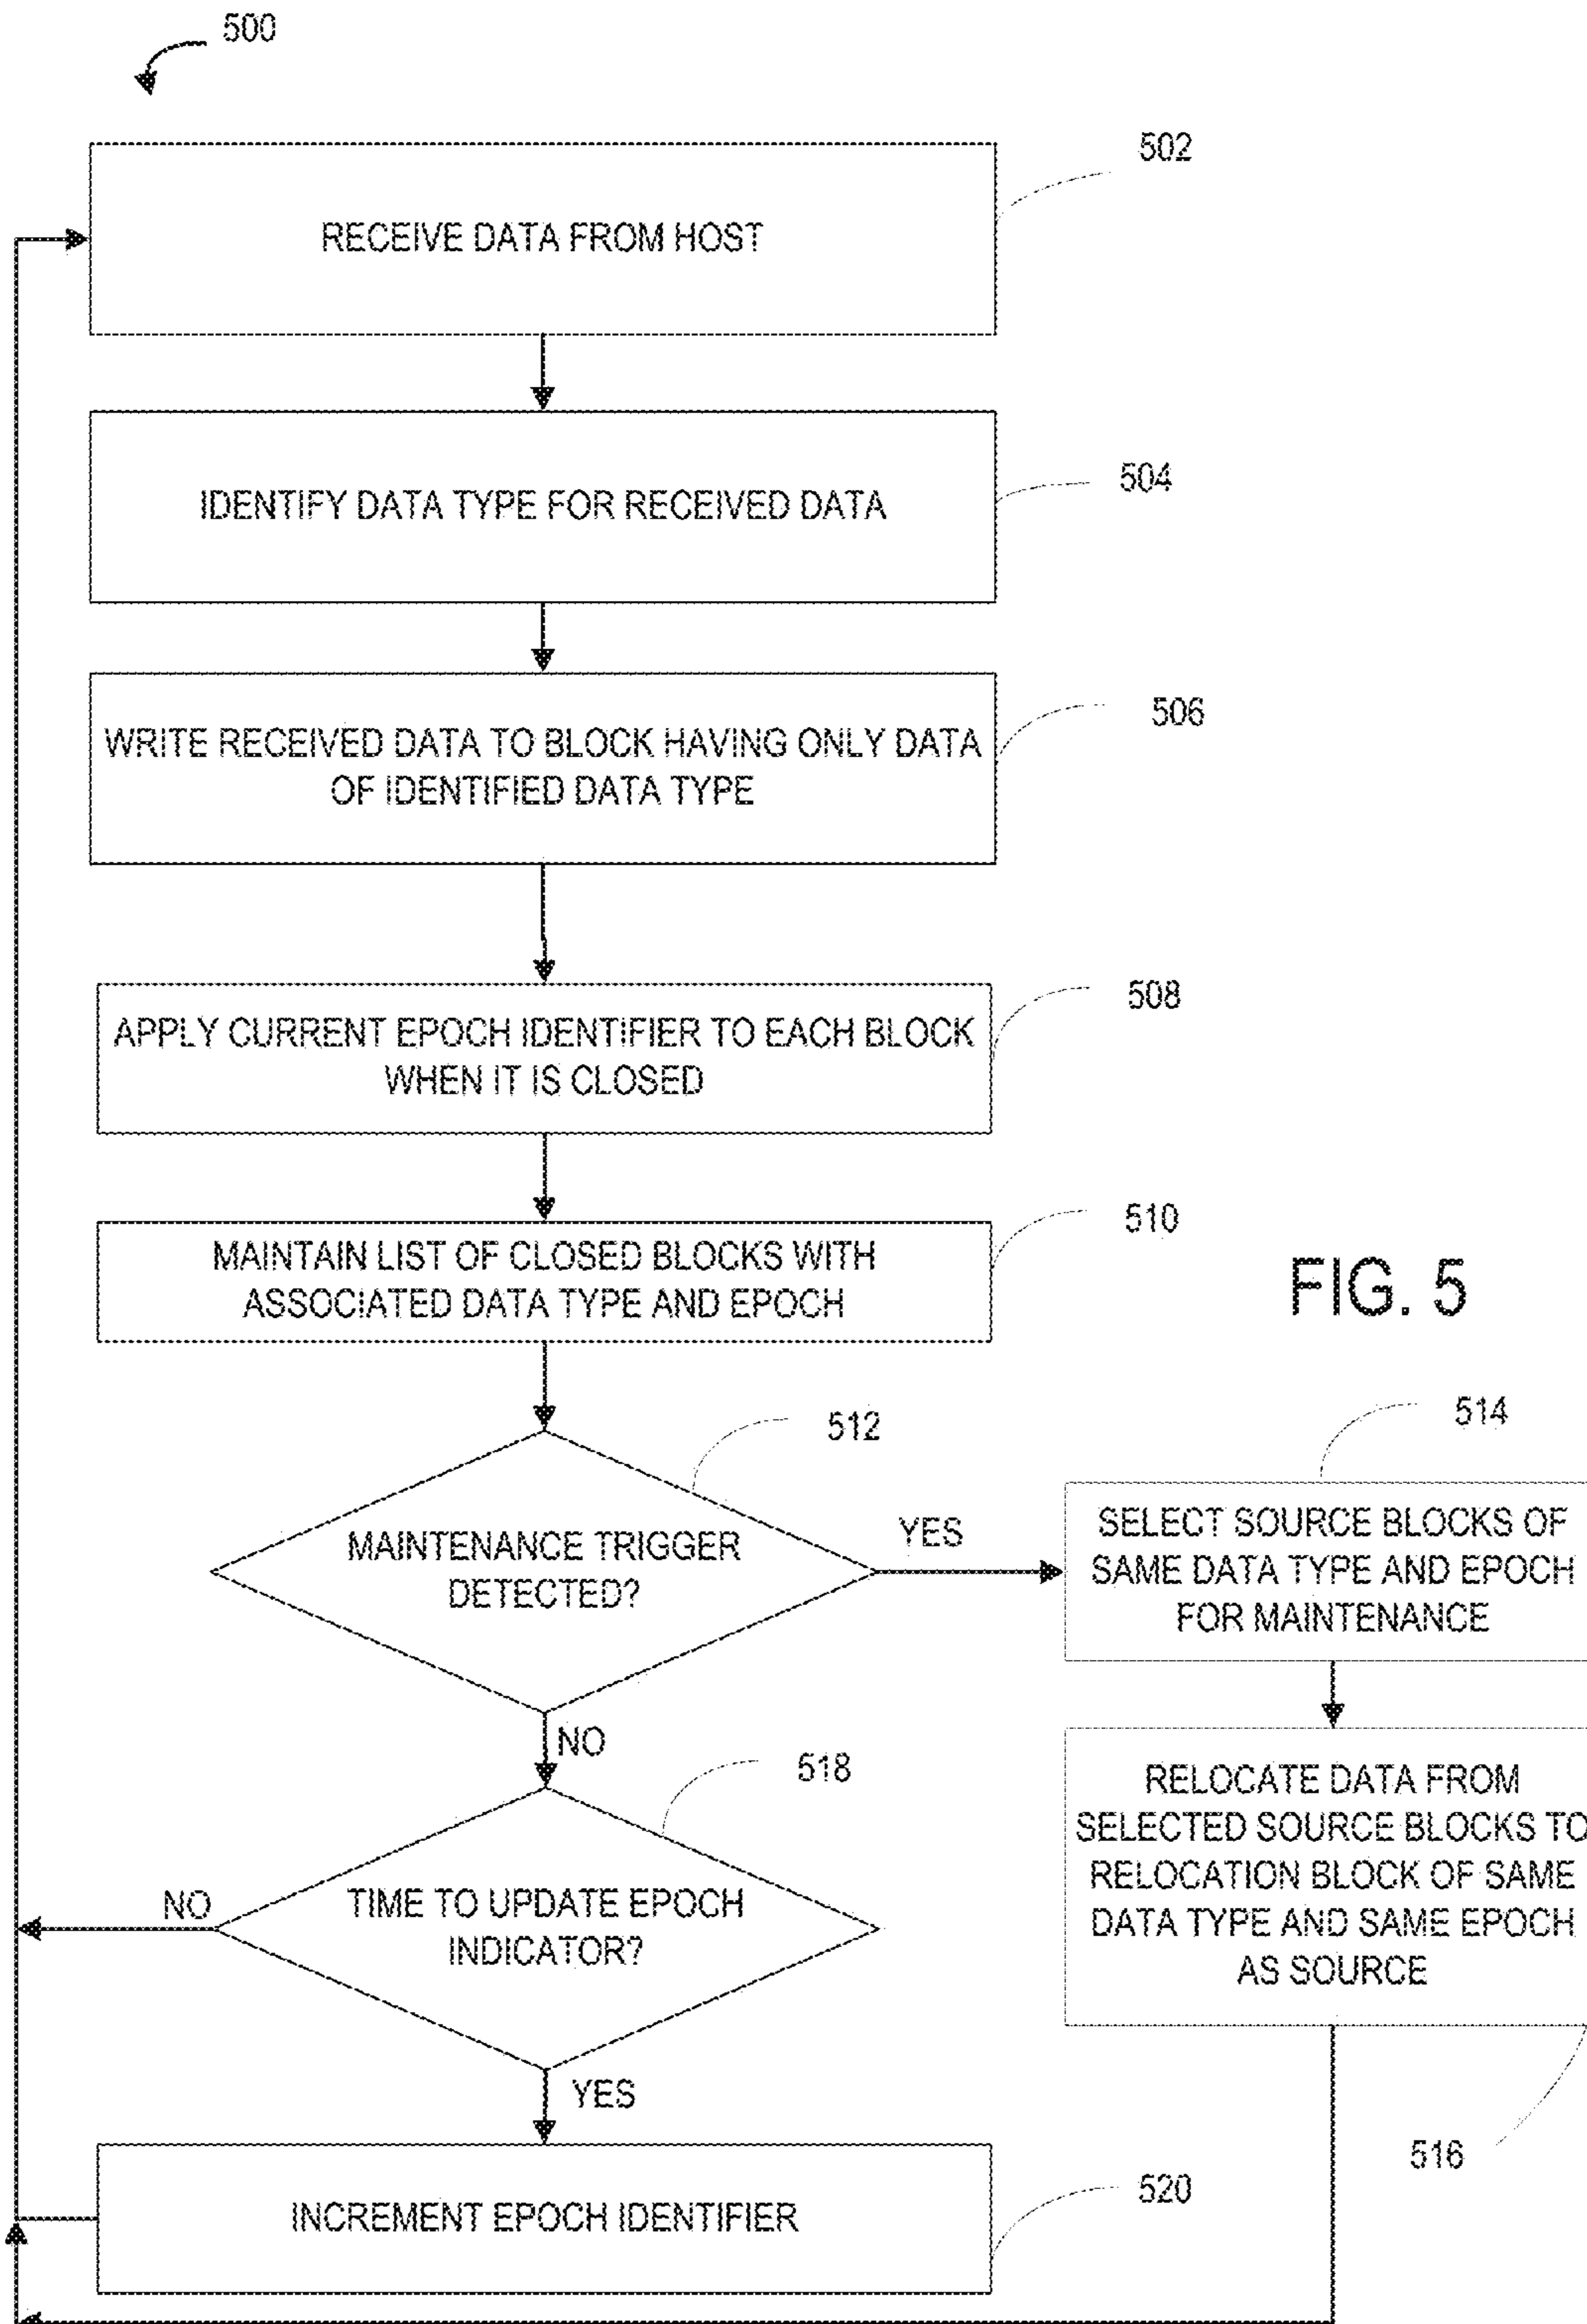 500
502
RECEIVE DATA FROM HOST
504
IDENTIFY DATA TYPE FOR RECEIVED DATA
506
WRITE RECEIVED DATA TO BLOCK HAVING ONLY DATA
OF IDENTIFIED DATA TYPE
508
APPLY CURRENT EPOCH IDENTIFIER TO EACH BLOCK
WHEN IT IS CLOSED
510
MAINTAIN LIST OF CLOSED BLOCKS WITH
ASSOCIATED DATA TYPE AND EPOCH
FIG. 5
512
MAINTENANCE TRIGGER
DETECTED?
YES
514
SELECT SOURCE BLOCKS OF
SAME DATA TYPE AND EPOCH
FOR MAINTENANCE
NO
518
RELOCATE DATA FROM
SELECTED SOURCE BLOCKS TO
RELOCATION BLOCK OF SAME
DATA TYPE AND SAME EPOCH
AS SOURCE
516
TIME TO UPDATE EPOCH
INDICATOR?
NO
YES
520
INCREMENT EPOCH IDENTIFIER